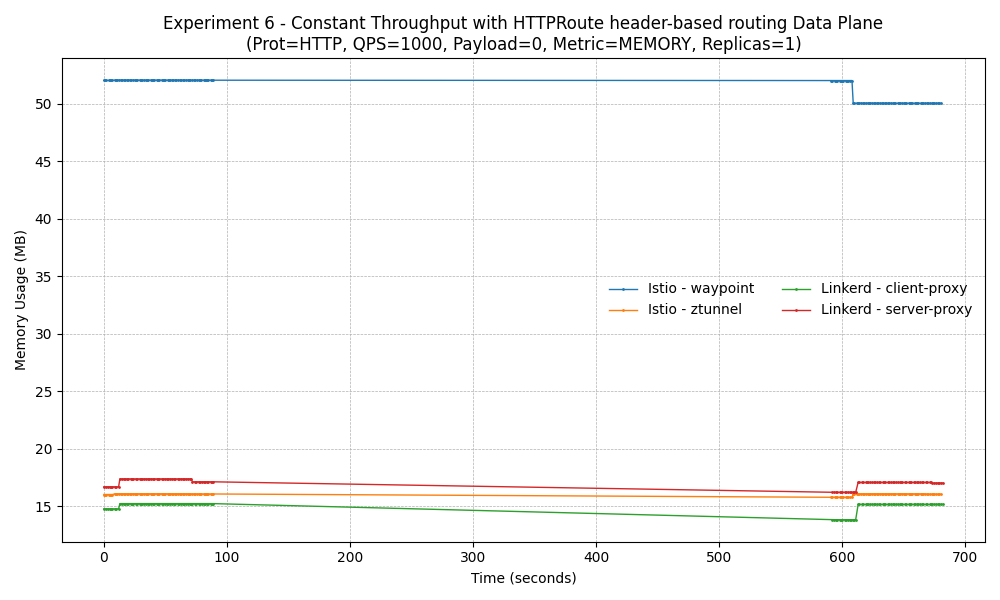 Experiment 6 - Constant Throughput with HTTPRoute header-based routing Data Plane
(Prot=HTTP, QPS=1000, Payload=0, Metric=MEMORY, Replicas=1)
Memory Usage (MB)
50
45
40
35
30
25
20
15
Istio - waypoint
Istio - ztunnel
Linkerd - client-proxy
Linkerd - server-proxy
0 100 200 300 400 500 600 700
Time (seconds)